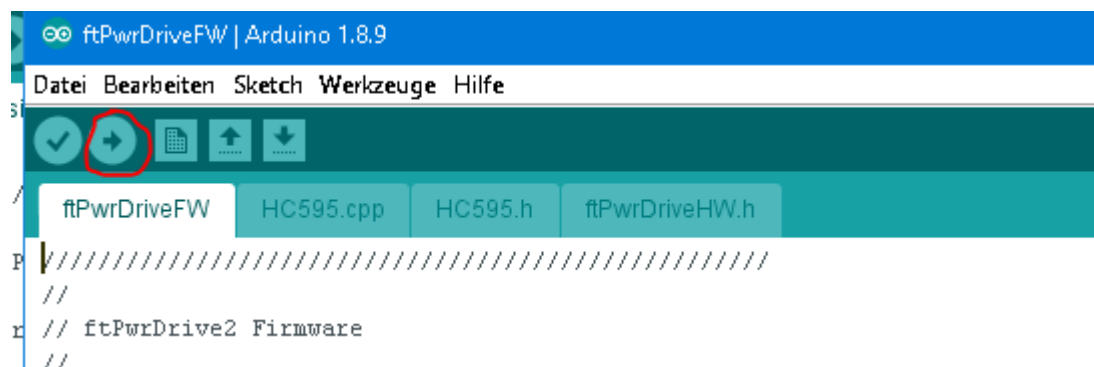 ftPwrDriveFW | Arduino 1.8.9
Datei Bearbeiten Sketch Werkzeuge Hilfe
ftPwrDriveFW HC595.cpp HC595.h ftPwrDriveHW.h
///////////////////////////////////////////////////
//
// ftPwrDrive2 Firmware
//